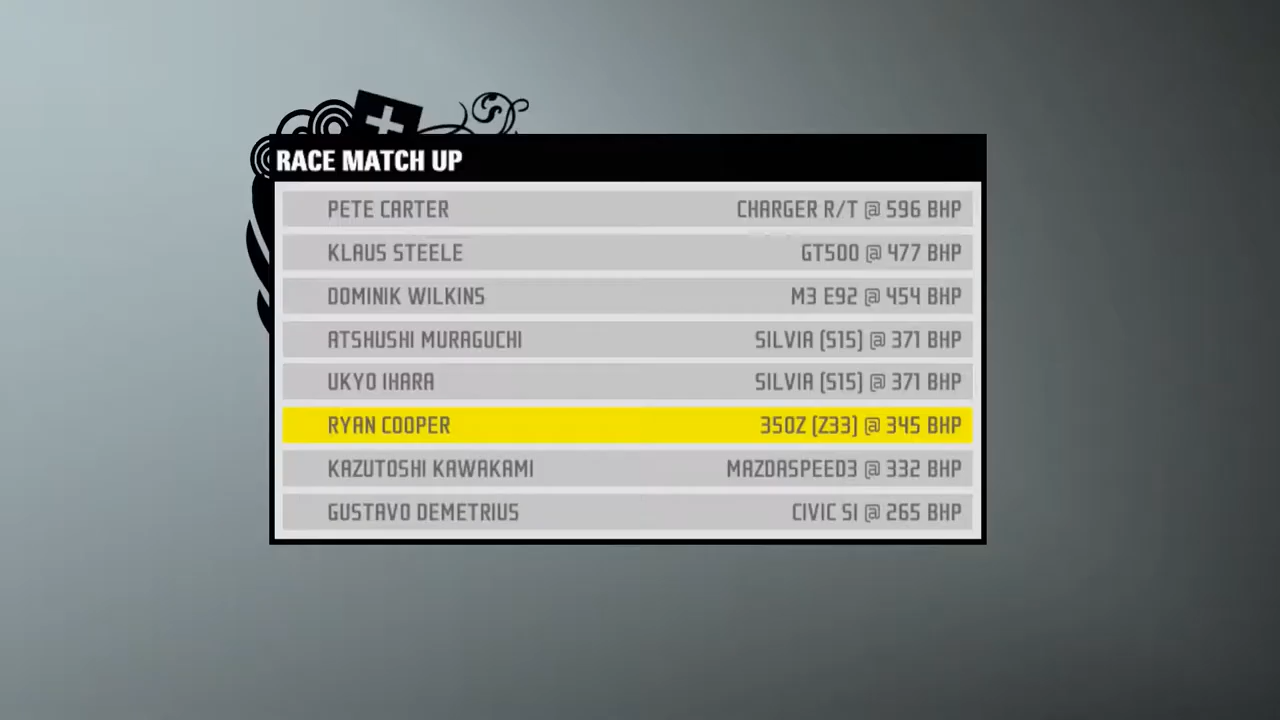 RACE MATCH UP
PETE CARTER CHARGER R/T @ 596 BHP
KLAUS STEELE GT500 @ 477 BHP
DOMINIK WILKINS M3 E92 @ 454 BHP
ATSHUSHI MURAGUCHI SILVIA (S15) @ 371 BHP
UKYO IHARA SILVIA (S15) @ 371 BHP
RYAN COOPER 350Z (Z33) @ 345 BHP
KAZUTOSHI KAWAKAMI MAZDASPEED3 @ 332 BHP
GUSTAVO DEMETRIUS CIVIC SI @ 265 BHP